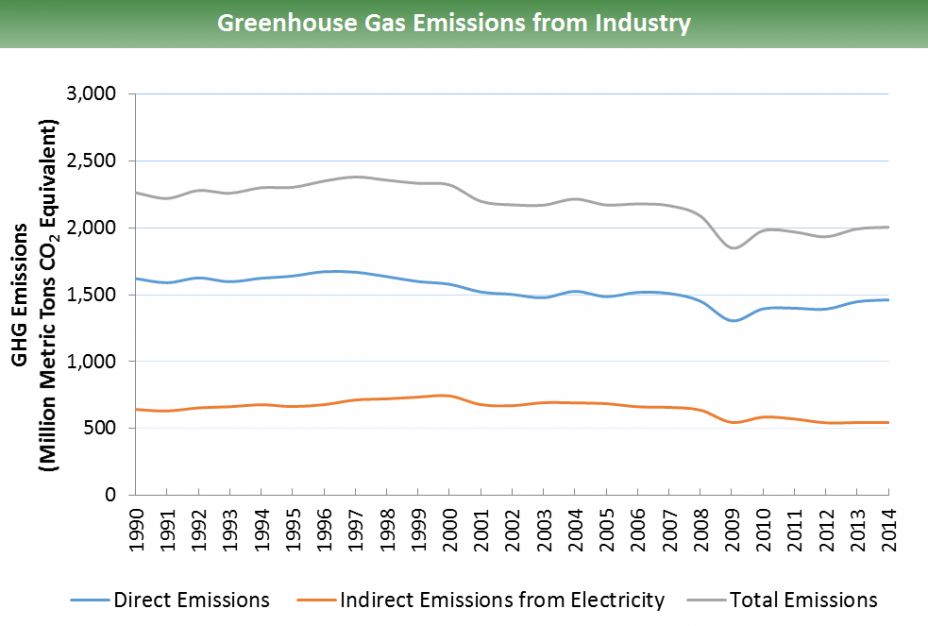 Greenhouse Gas Emissions from Industry
GHG Emissions
(Million Metric Tons CO₂ Equivalent)
3,000
2,500
2,000
1,500
1,000
500
0
1990 1991 1992 1993 1994 1995 1996 1997 1998 1999 2000 2001 2002 2003 2004 2005 2006 2007 2008 2009 2010 2011 2012 2013 2014
Direct Emissions Indirect Emissions from Electricity Total Emissions